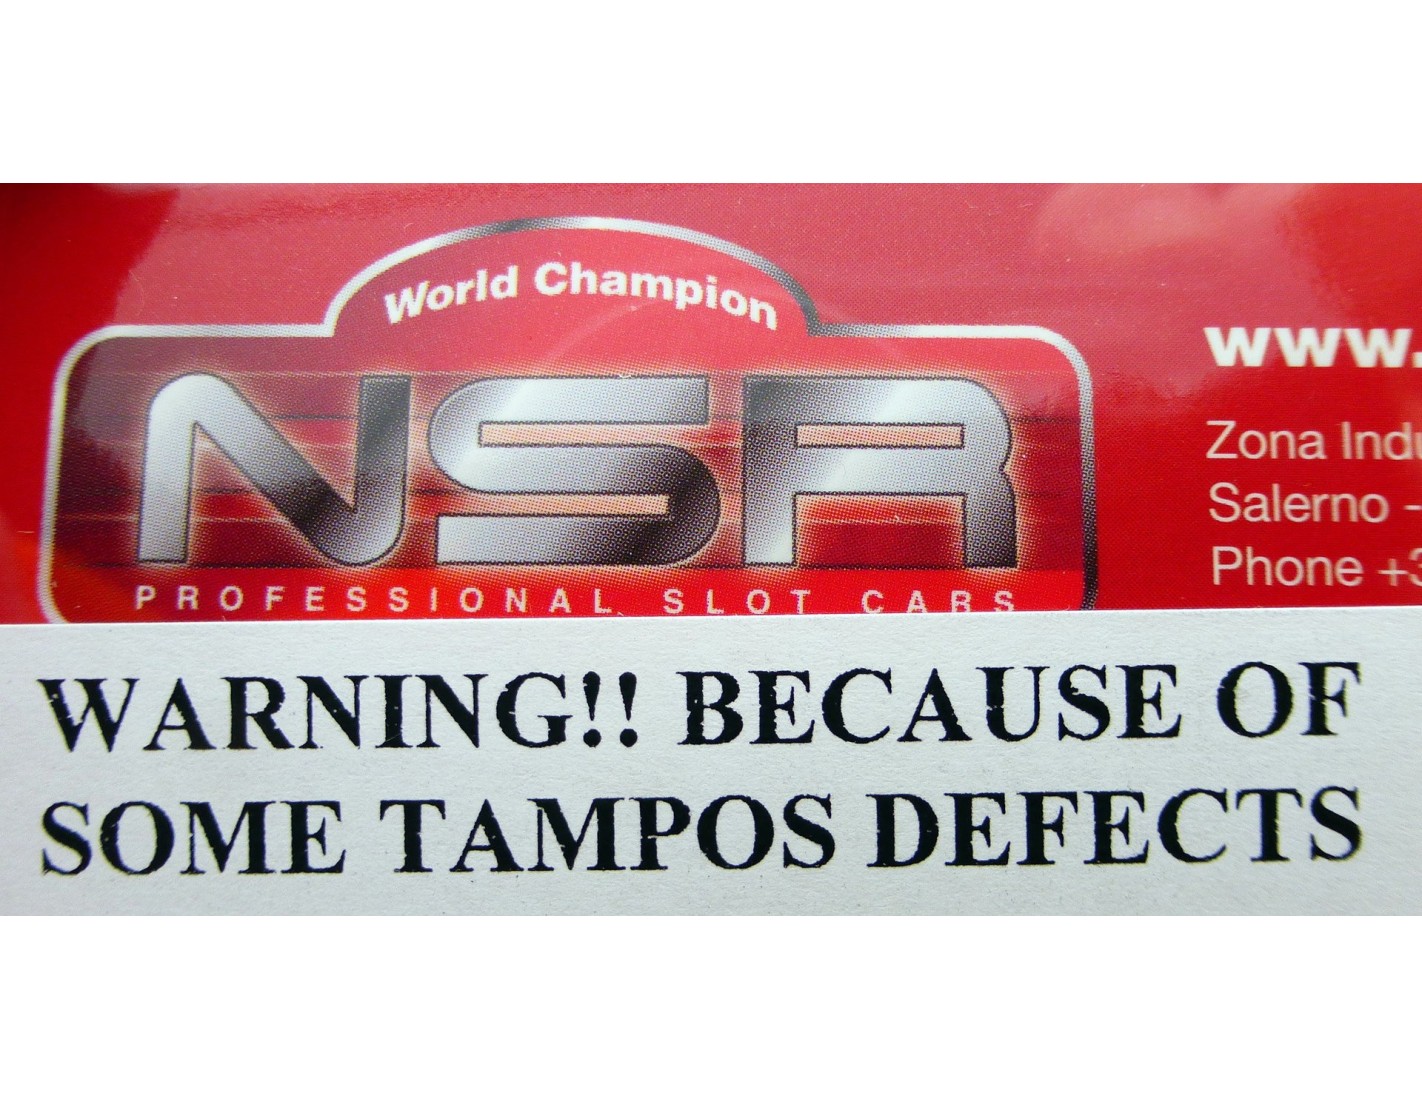 World Champion
NSR
PROFESSIONAL SLOT CARS
www.
Zona Indu
Salerno -
Phone +3
WARNING!! BECAUSE OF
SOME TAMPOS DEFECTS